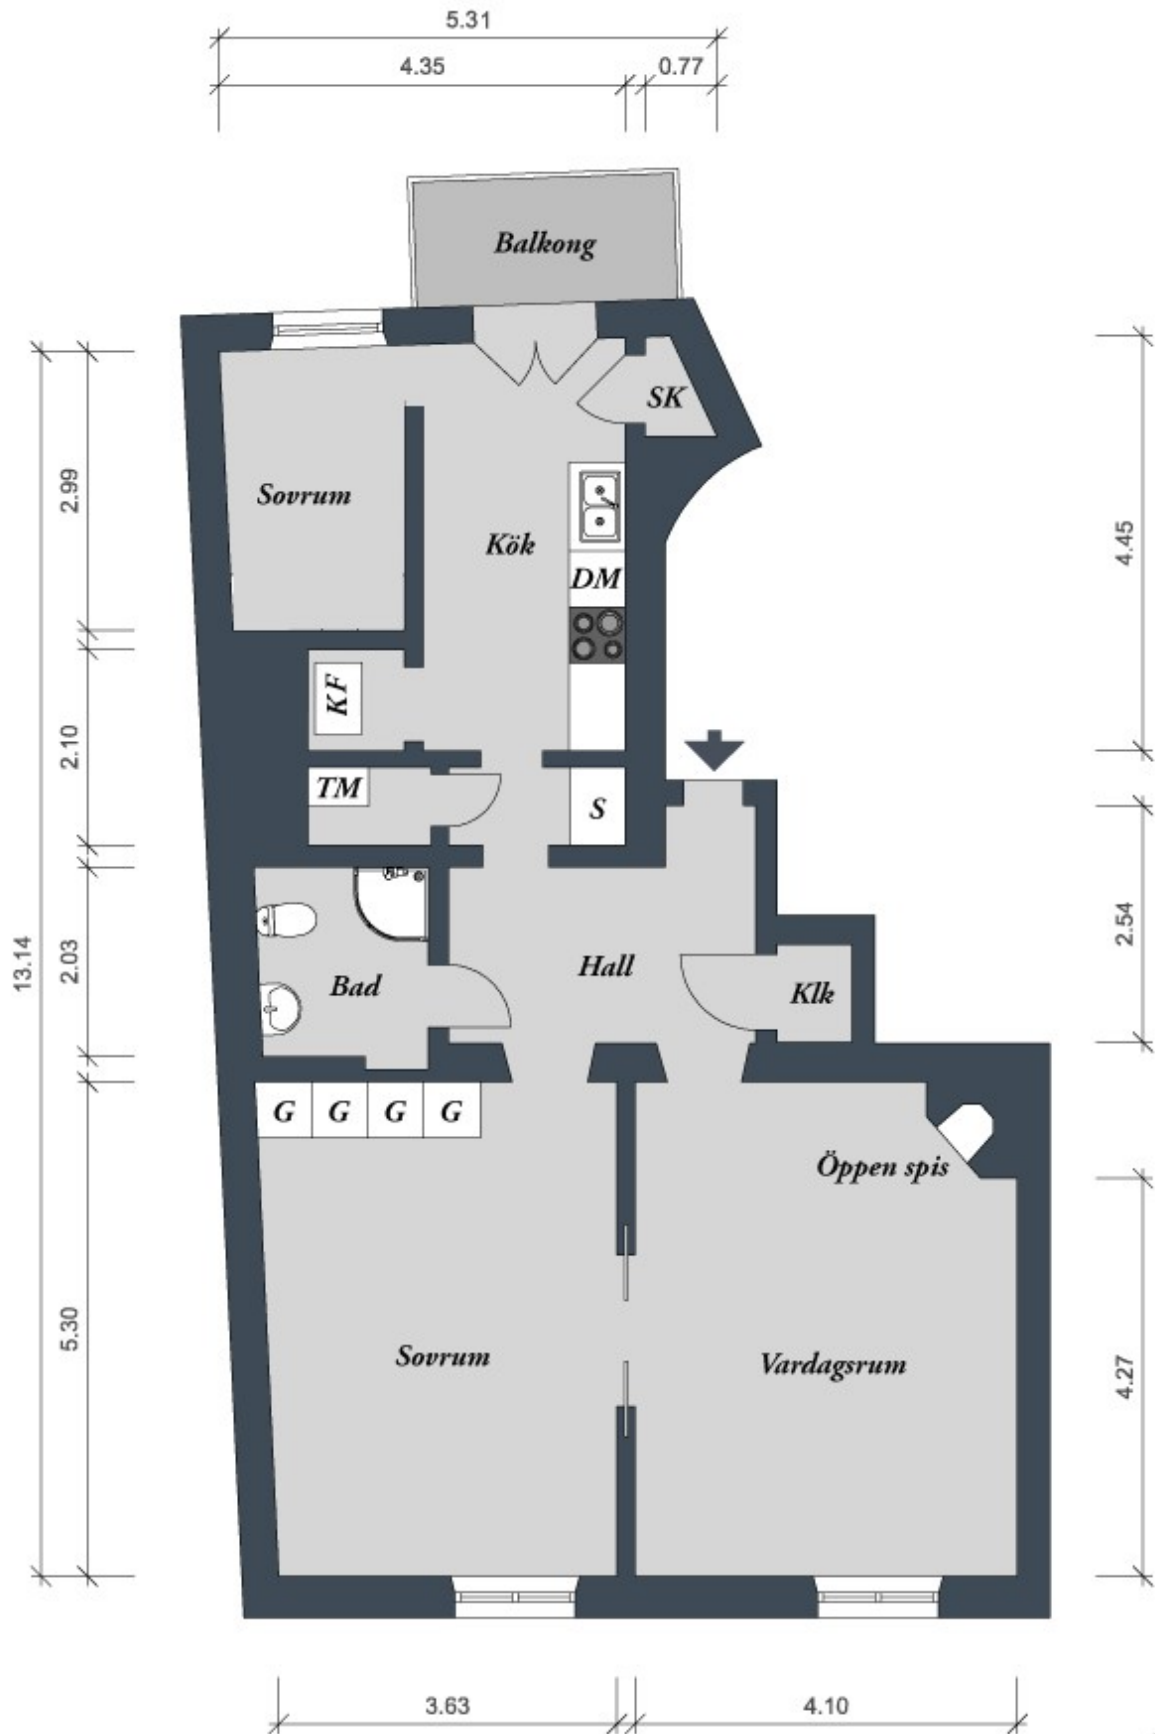 5.31
4.35
0.77
Balkong
SK
2.99
Sovrum
Kök
4.45
DM
KF
2.10
TM
S
13.14
2.03
2.54
Hall
Bad
Klk
G G G G
Öppen spis
5.30
Sovrum
Vardagsrum
4.27
3.63
4.10